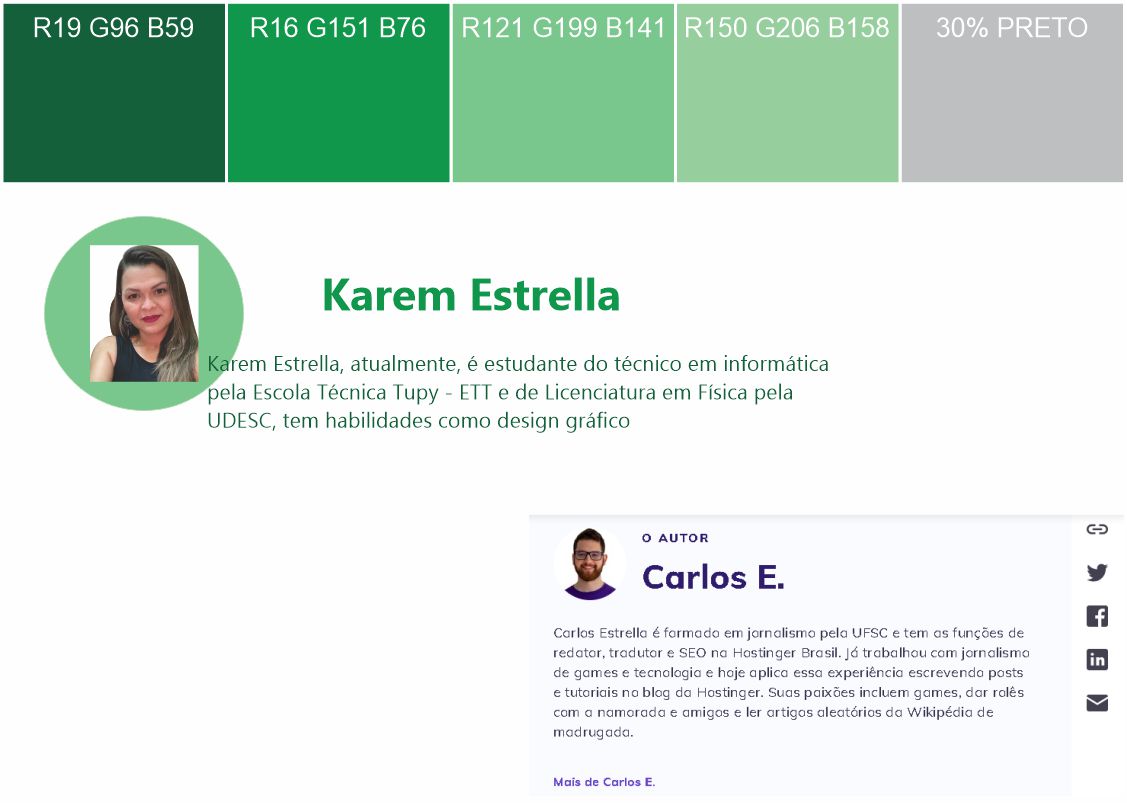 R19 G96 B59
R16 G151 B76
R121 G199 B141
R150 G206 B158
30% PRETO
Karem Estrella
Karem Estrella, atualmente, é estudante do técnico em informática
pela Escola Técnica Tupy - ETT e de Licenciatura em Física pela
UDESC, tem habilidades como design gráfico
O AUTOR
Carlos E.
Carlos Estrella é formado em jornalismo pela UFSC e tem as funções de
redator, tradutor e SEO na Hostinger Brasil. Já trabalhou com jornalismo
de games e tecnologia e hoje aplica essa experiência escrevendo posts
e tutoriais no blog da Hostinger. Suas paixões incluem games, dar rolês
com a namorada e amigos e ler artigos aleatórios da Wikipédia de
madrugada.
Mais de Carlos E.